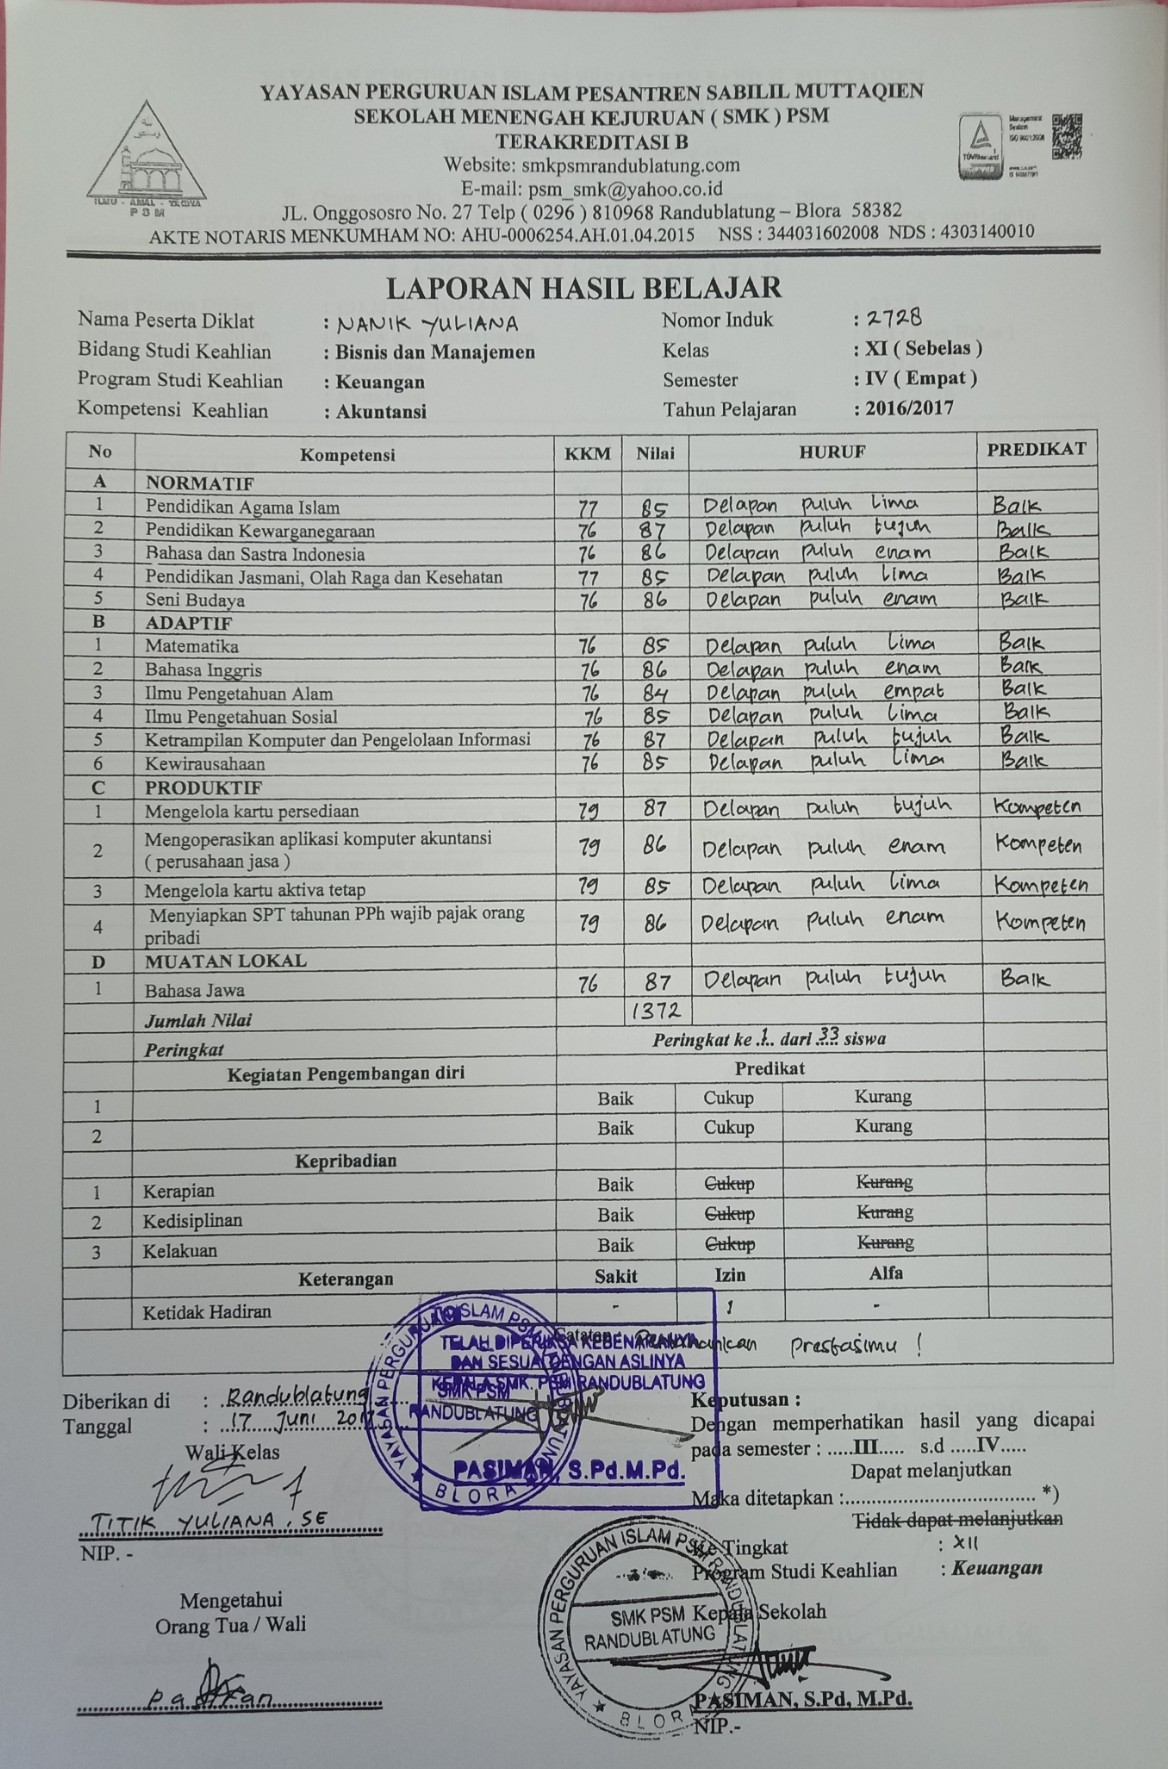 YAYASAN PERGURUAN ISLAM PESANTREN SABILIL MUTTAQIEN
SEKOLAH MENENGAH KEJURUAN ( SMK ) PSM
TERAKREDITASI B
Website: smkpsmrandublatung.com
E-mail: psm_smk@yahoo.co.id
JL. Onggososro No. 27 Telp ( 0296 ) 810968 Randublatung – Blora 58382
AKTE NOTARIS MENKUMHAM NO: AHU-0006254.AH.01.04.2015 NSS : 344031602008 NDS : 4303140010
ILMU - AMAL - TAQWA
PSM
Management
System
ISO 9001:2008
LAPORAN HASIL BELAJAR
Nama Peserta Diklat : NANIK YULIANA Nomor Induk : 2728
Bidang Studi Keahlian : Bisnis dan Manajemen Kelas : XI ( Sebelas )
Program Studi Keahlian : Keuangan Semester : IV ( Empat )
Kompetensi Keahlian : Akuntansi Tahun Pelajaran : 2016/2017
No Kompetensi KKM Nilai HURUF PREDIKAT
A NORMATIF
1 Pendidikan Agama Islam 77 85 Delapan puluh lima Baik
2 Pendidikan Kewarganegaraan 76 87 Delapan puluh tujuh Baik
3 Bahasa dan Sastra Indonesia 76 86 Delapan puluh enam Baik
4 Pendidikan Jasmani, Olah Raga dan Kesehatan 77 85 Delapan puluh lima Baik
5 Seni Budaya 76 86 Delapan puluh enam Baik
B ADAPTIF
1 Matematika 76 85 Delapan puluh lima Baik
2 Bahasa Inggris 76 86 Delapan puluh enam Baik
3 Ilmu Pengetahuan Alam 76 84 Delapan puluh empat Baik
4 Ilmu Pengetahuan Sosial 76 85 Delapan puluh lima Baik
5 Ketrampilan Komputer dan Pengelolaan Informasi 76 87 Delapan puluh tujuh Baik
6 Kewirausahaan 76 85 Delapan puluh lima Baik
C PRODUKTIF
1 Mengelola kartu persediaan 79 87 Delapan puluh tujuh Kompeten
2 Mengoperasikan aplikasi komputer akuntansi 79 86 Delapan puluh enam Kompeten
( perusahaan jasa )
3 Mengelola kartu aktiva tetap 79 85 Delapan puluh lima Kompeten
4 Menyiapkan SPT tahunan PPh wajib pajak orang 79 86 Delapan puluh enam Kompeten
pribadi
D MUATAN LOKAL
1 Bahasa Jawa 76 87 Delapan puluh tujuh Baik
Jumlah Nilai 1372
Peringkat Peringkat ke .1.. dari .33. siswa
Kegiatan Pengembangan diri Predikat
1 Baik Cukup Kurang
2 Baik Cukup Kurang
Kepribadian
1 Kerapian Baik Cukup Kurang
2 Kedisiplinan Baik Cukup Kurang
3 Kelakuan Baik Cukup Kurang
Keterangan Sakit Izin Alfa
Ketidak Hadiran - 1 -
Catatan prestasimu !
TELAH DIPERIKSA KEBENARANYA
DAN SESUAI DENGAN ASLINYA
KEPALA SMK. PSM RANDUBLATUNG
SMK PSM
RANDUBLATUNG
PASIMAN, S.Pd.M.Pd.
YAYASAN PERGURUAN ISLAM PSM RANDUBLATUNG
BLORA
Diberikan di : Randublatung
Tanggal : 17 Juni 2017
Wali Kelas
TITIK YULIANA, SE
NIP. -
Mengetahui
Orang Tua / Wali
Keputusan :
Dengan memperhatikan hasil yang dicapai
pada semester : .....III..... s.d .....IV.....
Dapat melanjutkan
Maka ditetapkan :................................... *)
Tidak dapat melanjutkan
Ke Tingkat : XII
Program Studi Keahlian : Keuangan
Kepala Sekolah
YAYASAN PERGURUAN ISLAM PSM RANDUBLATUNG
SMK PSM
RANDUBLATUNG
BLORA
PASIMAN, S.Pd, M.Pd.
NIP.-